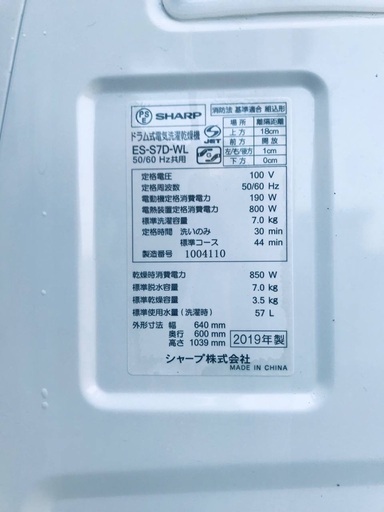 PS E SHARP
ドラム式電気洗濯乾燥機
ES-S7D-WL
50/60 Hz共用
JET
消防法 基準適合 組込形
場所 離隔距離
上方 18cm
前方 開放
左/右/後方 1cm
下方 0cm
定格電圧 100 V
定格周波数 50/60 Hz
電動機定格消費電力 190 W
電熱装置定格消費電力 800 W
標準洗濯容量 7.0 kg
定格時間 洗いのみ 30 min
標準コース 44 min
製造番号 1004110
乾燥時消費電力 850 W
標準脱水容量 7.0 kg
標準乾燥容量 3.5 kg
標準使用水量(洗濯時) 57 L
外形寸法 幅 640 mm
奥行 600 mm
高さ 1039 mm
2019年製
シャープ株式会社
MADE IN CHINA